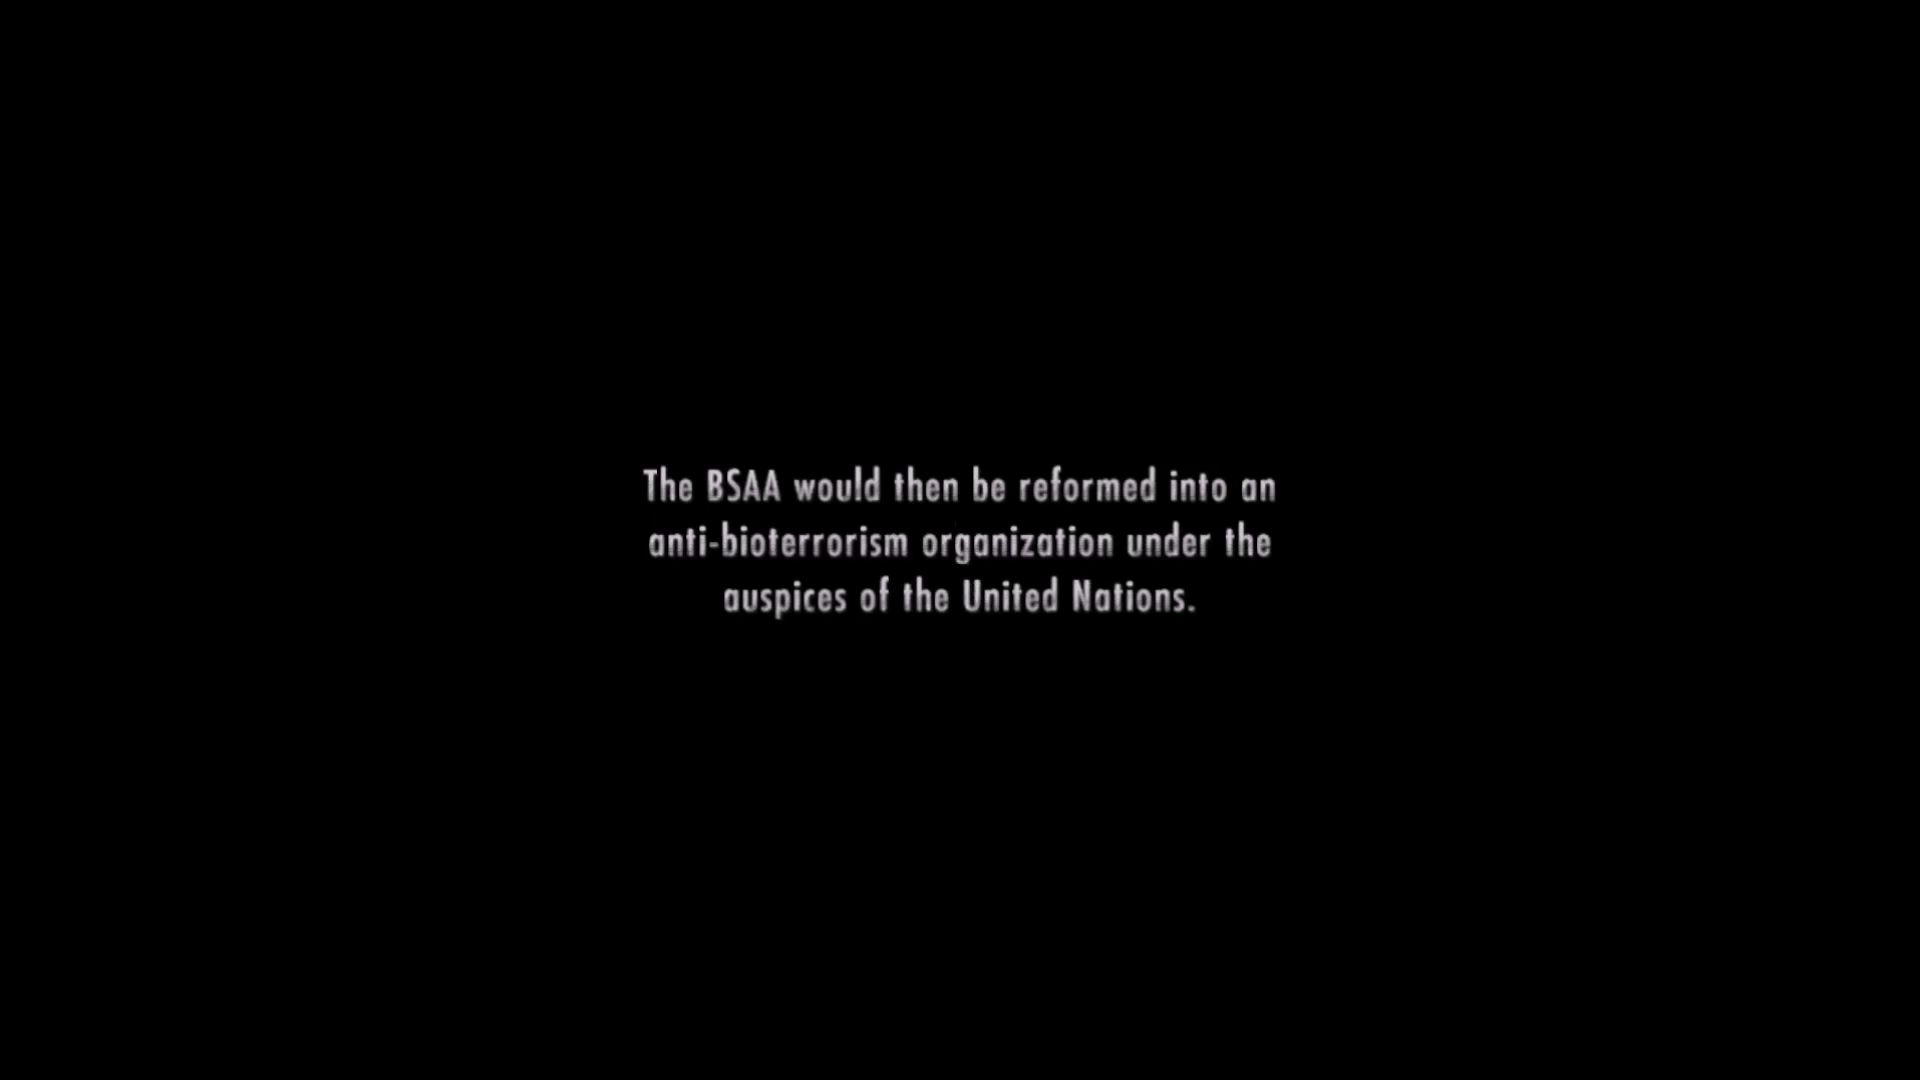 The BSAA would then be reformed into an
anti-bioterrorism organization under the
auspices of the United Nations.